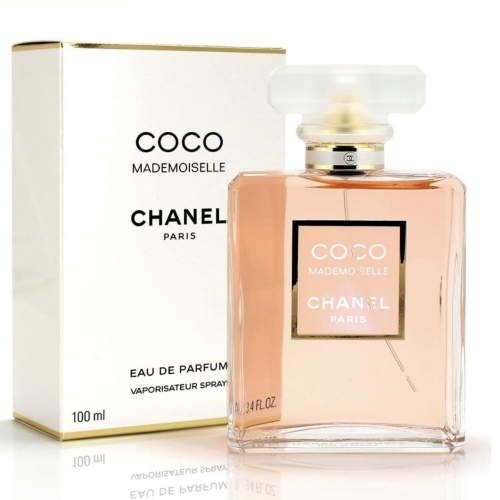 COCO
MADEMOISELLE
CHANEL
PARIS
EAU DE PARFUM
VAPORISATEUR SPRAY
100 ml
COCO
MADEMOISELLE
CHANEL
PARIS
3.4 FL.OZ.